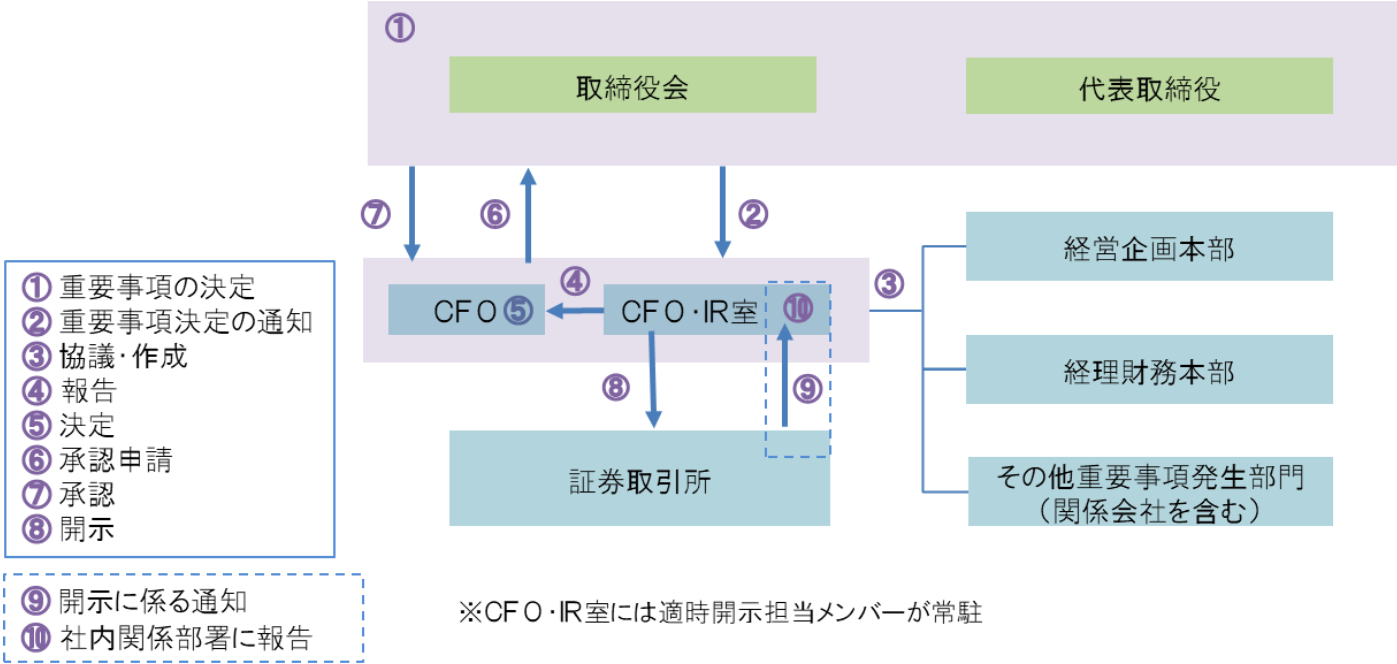 ①
取締役会
代表取締役
⑦
⑥
②
経営企画本部
③
④
CFO⑤
CFO・IR室
⑩
経理財務本部
⑧
⑨
証券取引所
その他重要事項発生部門
（関係会社を含む）
①重要事項の決定
②重要事項決定の通知
③協議・作成
④報告
⑤決定
⑥承認申請
⑦承認
⑧開示
⑨開示に係る通知
⑩社内関係部署に報告
※CFO・IR室には適時開示担当メンバーが常駐